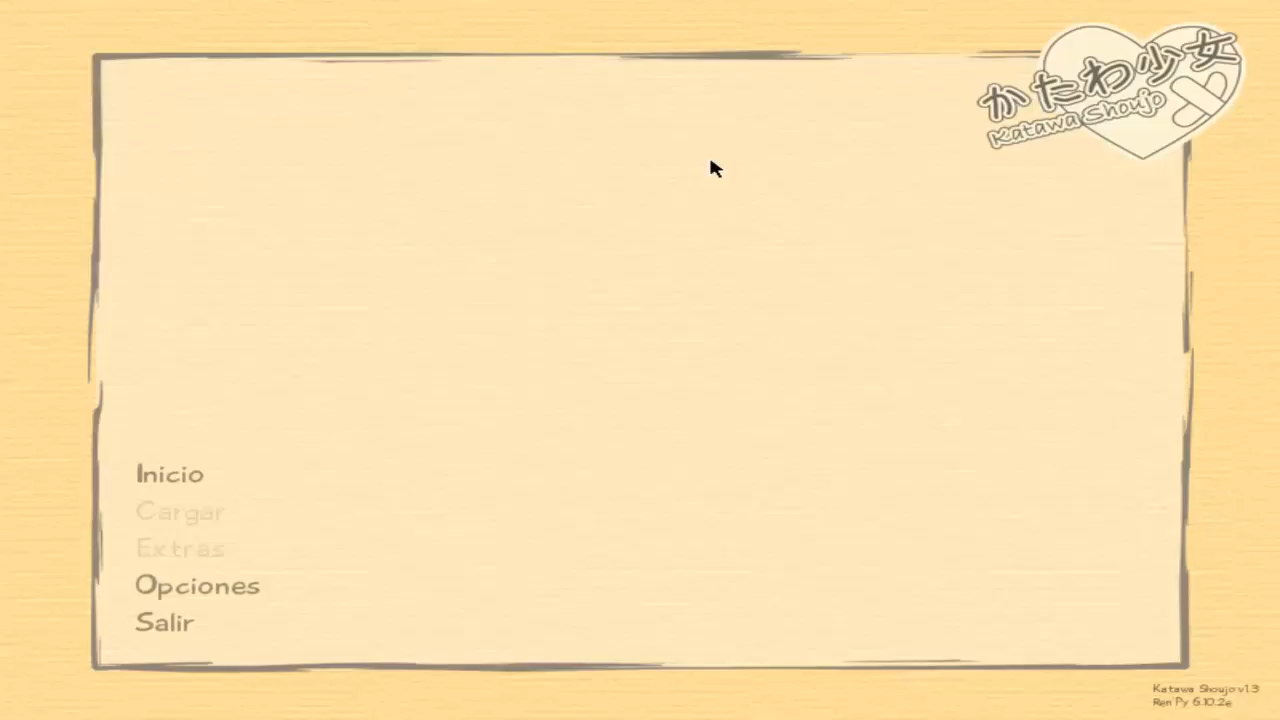 かたわ少女
Katawa Shoujo
Inicio
Cargar
Extras
Opciones
Salir
Katawa Shoujo v1.3
Ren'Py 6.10.2e